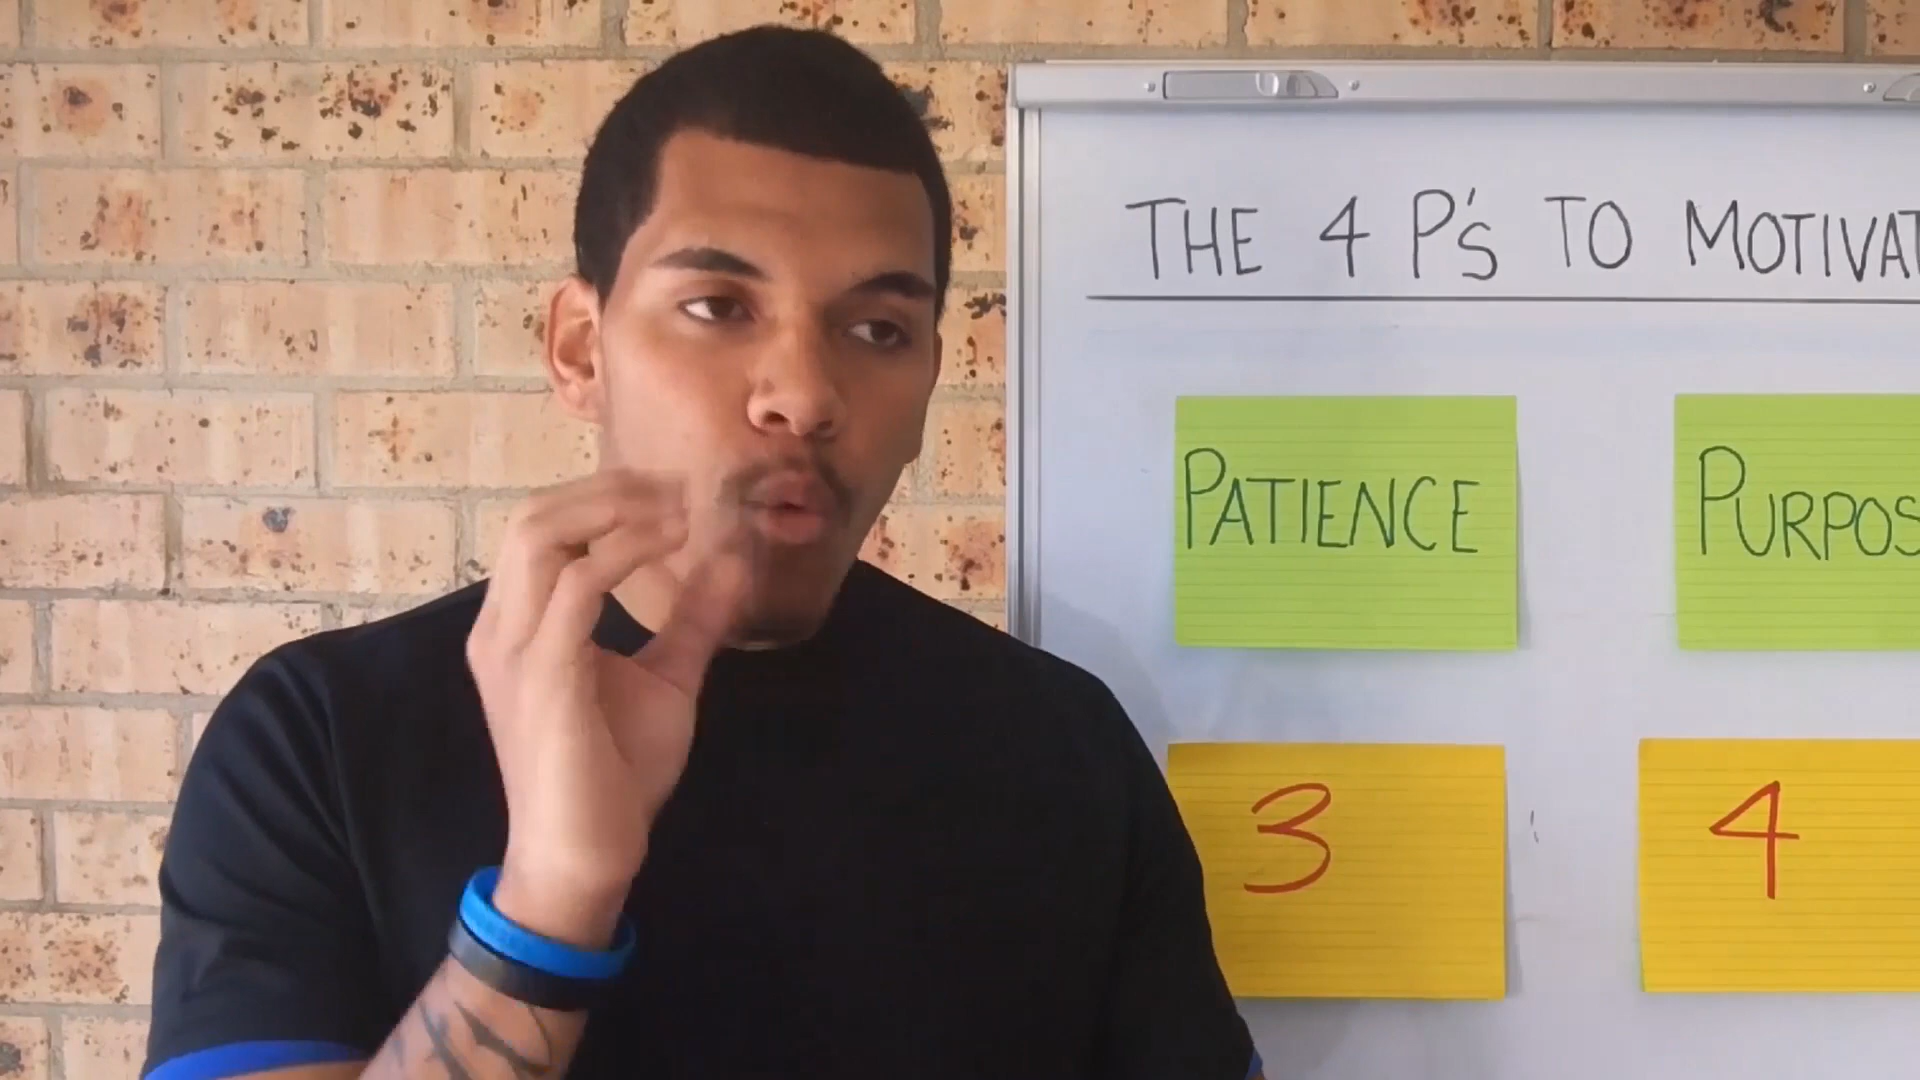 THE 4 P's TO MOTIVAT
PATIENCE PURPOS
3 4